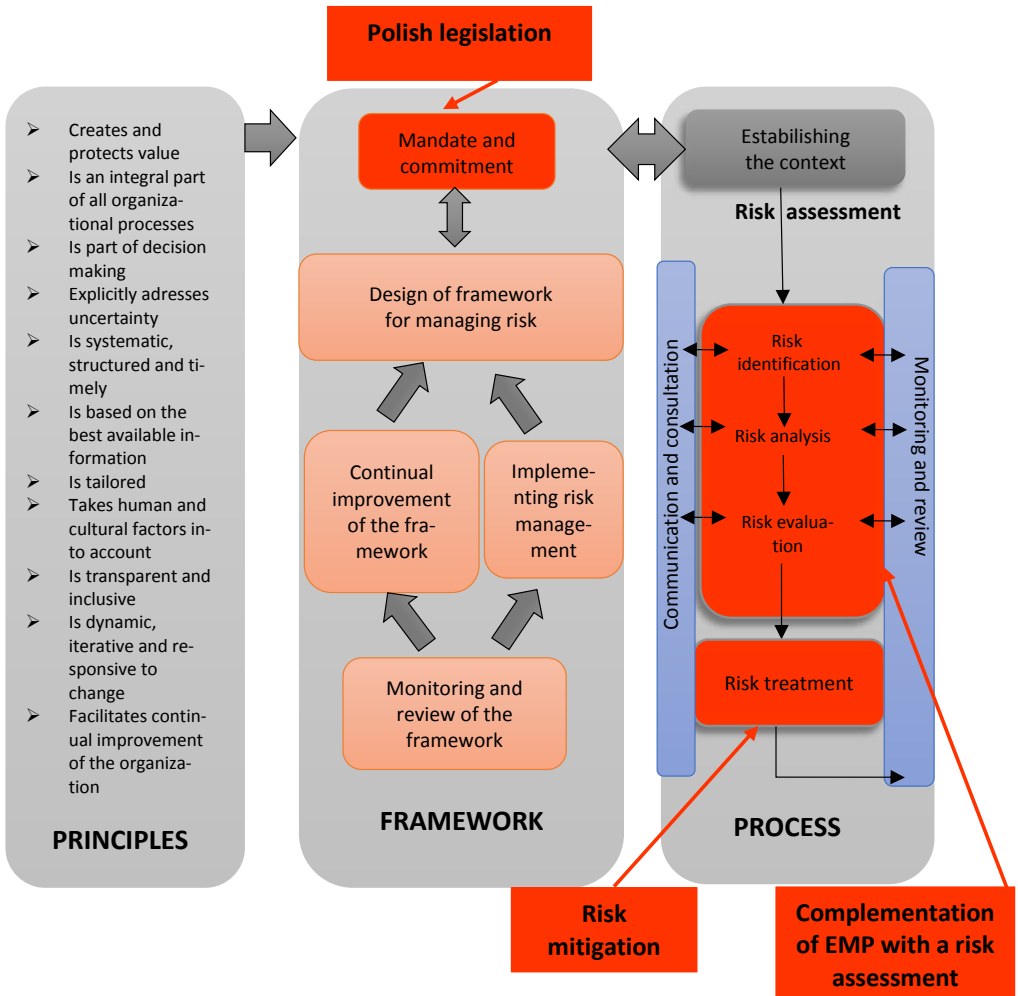 Polish legislation
Creates and
protects value
Is an integral part
of all organiza-
tional processes
Is part of decision
making
Explicitly adresses
uncertainty
Is systematic,
structured and ti-
mely
Is based on the
best available in-
formation
Is tailored
Takes human and
cultural factors in-
to account
Is transparent and
inclusive
Is dynamic,
iterative and re-
sponsive to
change
Facilitates contin-
ual improvement
of the organiza-
tion
PRINCIPLES
Mandate and
commitment
Design of framework
for managing risk
Continual
improvement
of the fra-
mework
Impleme-
nting risk
manage-
ment
Monitoring and
review of the
framework
FRAMEWORK
Estabilishing
the context
Risk assessment
Communication and consultation
Risk
identification
Risk analysis
Risk evalua-
tion
Monitoring and review
Risk treatment
PROCESS
Risk
mitigation
Complementation
of EMP with a risk
assessment